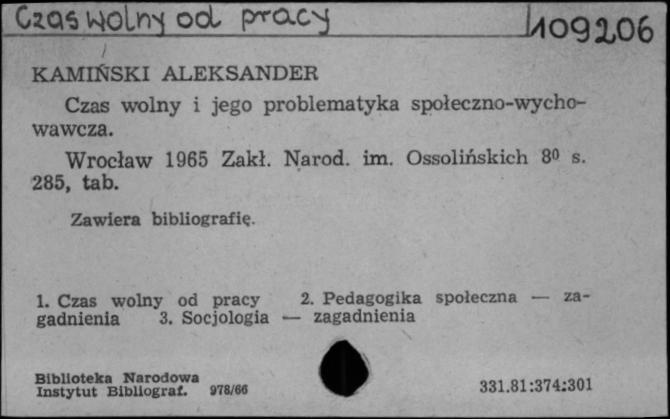 Czas wolny od pracy
109206
KAMIŃSKI ALEKSANDER
Czas wolny i jego problematyka społeczno-wycho-
wawcza.
Wrocław 1965 Zakł. Narod. im. Ossolińskich 8⁰ s.
285, tab.
Zawiera bibliografię.
1. Czas wolny od pracy 2. Pedagogika społeczna — za-
gadnienia 3. Socjologia — zagadnienia
Biblioteka Narodowa
Instytut Bibliograf. 978/66
331.81:374:301